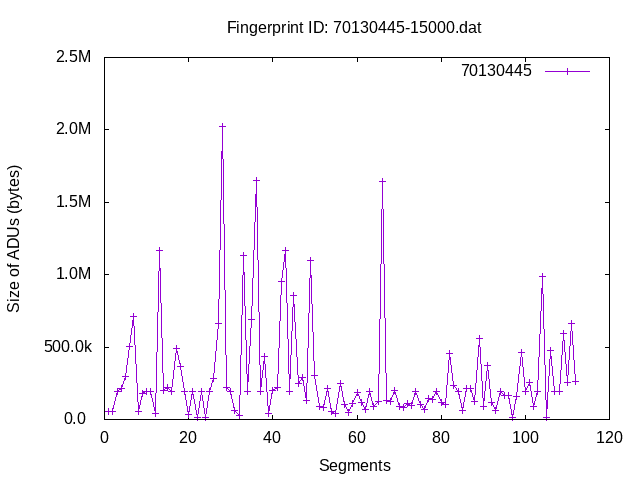 Fingerprint ID: 70130445-15000.dat
70130445
2.5M
2.0M
1.5M
1.0M
500.0k
0.0
Size of ADUs (bytes)
0 20 40 60 80 100 120
Segments